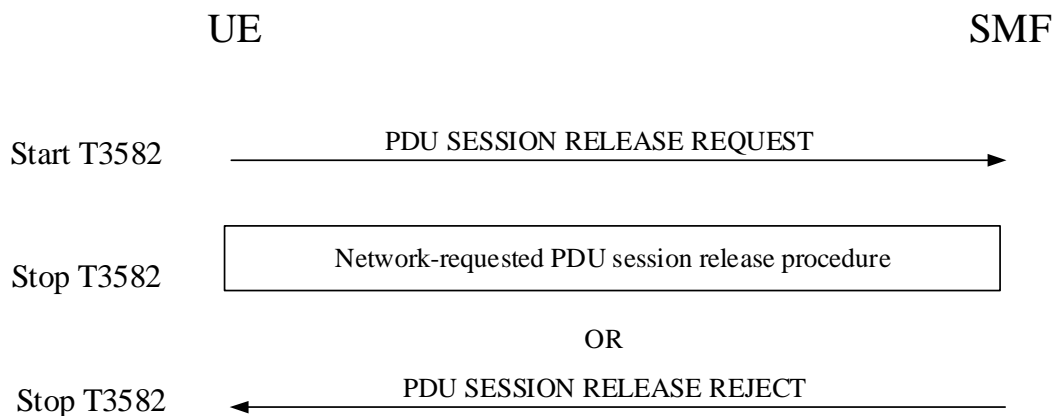 UE
SMF
Start T3582
PDU SESSION RELEASE REQUEST
Stop T3582
Network-requested PDU session release procedure
OR
Stop T3582
PDU SESSION RELEASE REJECT